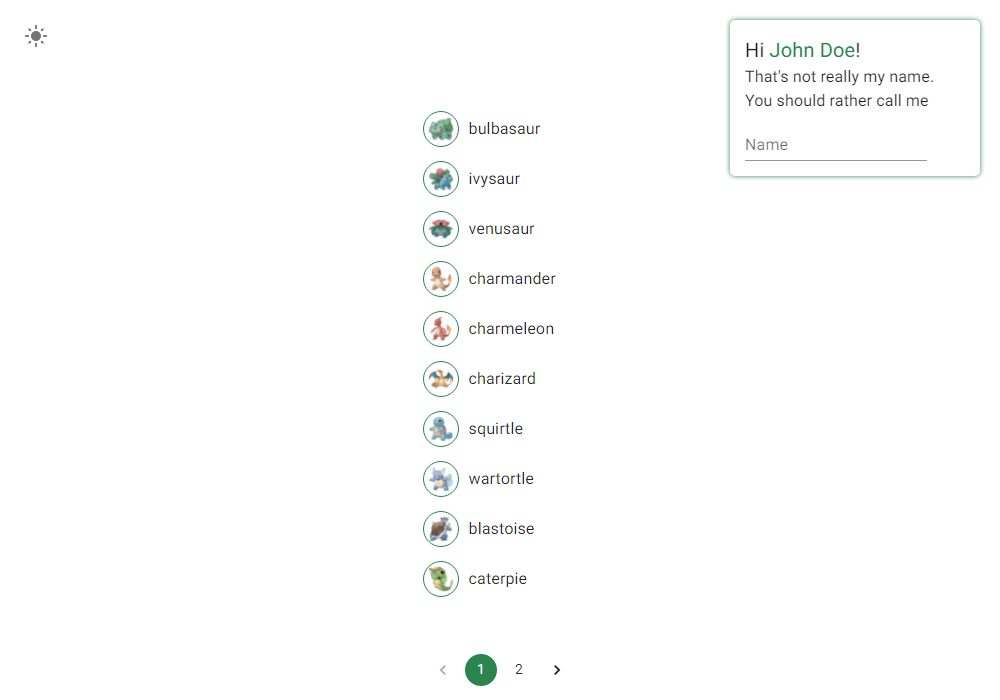 Hi John Doe!
That's not really my name.
You should rather call me
Name
bulbasaur
ivysaur
venusaur
charmander
charmeleon
charizard
squirtle
wartortle
blastoise
caterpie
1 2